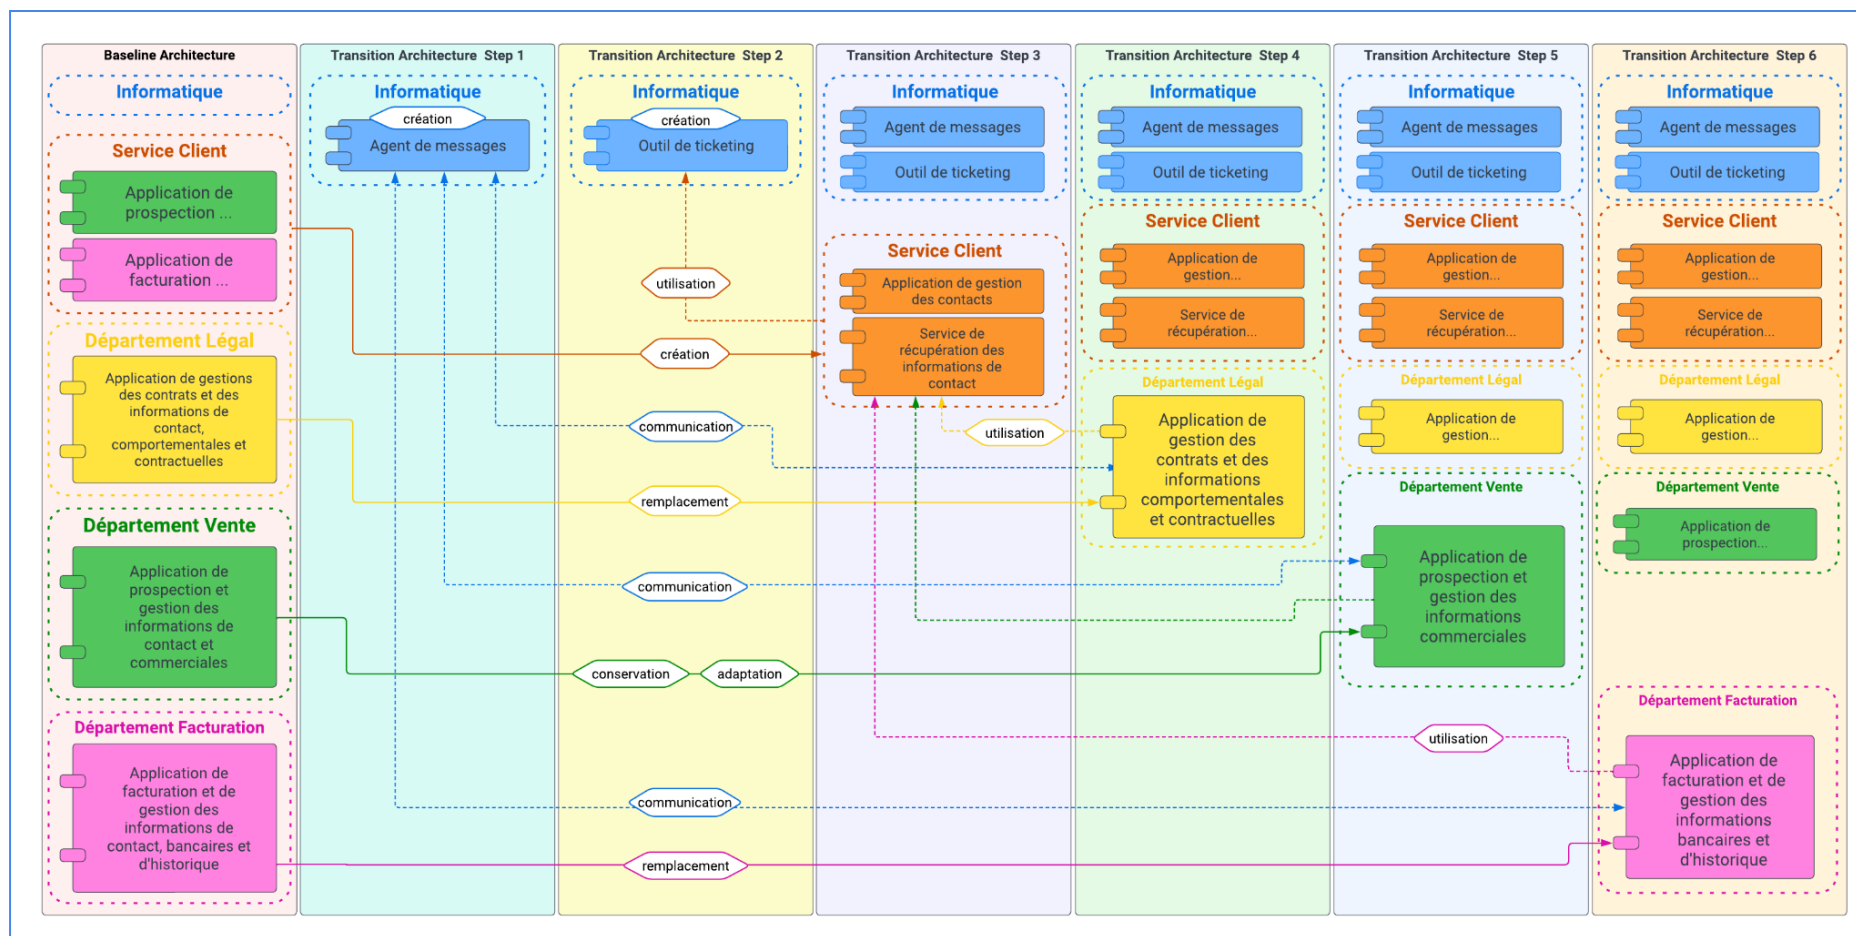 Baseline Architecture
Informatique
Service Client
Application de
prospection ...
Application de
facturation ...
Département Légal
Application de gestions
des contrats et des
informations de
contact,
comportementales et
contractuelles
Département Vente
Application de
prospection et
gestion des
informations de
contact et
commerciales
Département Facturation
Application de
facturation et de
gestion des
informations de
contact, bancaires et
d'historique
Transition Architecture Step 1
Informatique
création
Agent de messages
Transition Architecture Step 2
Informatique
création
Outil de ticketing
utilisation
création
communication
remplacement
communication
conservation
adaptation
communication
remplacement
Transition Architecture Step 3
Informatique
Agent de messages
Outil de ticketing
Service Client
Application de gestion
des contacts
Service de
récupération des
informations de
contact
utilisation
Transition Architecture Step 4
Informatique
Agent de messages
Outil de ticketing
Service Client
Application de
gestion...
Service de
récupération...
Département Légal
Application de
gestion des
contrats et des
informations
comportementales
et contractuelles
Transition Architecture Step 5
Informatique
Agent de messages
Outil de ticketing
Service Client
Application de
gestion...
Service de
récupération...
Département Légal
Application de
gestion...
Département Vente
Application de
prospection et
gestion des
informations
commerciales
utilisation
Transition Architecture Step 6
Informatique
Agent de messages
Outil de ticketing
Service Client
Application de
gestion...
Service de
récupération...
Département Légal
Application de
gestion...
Département Vente
Application de
prospection...
Département Facturation
Application de
facturation et de
gestion des
informations
bancaires et
d'historique